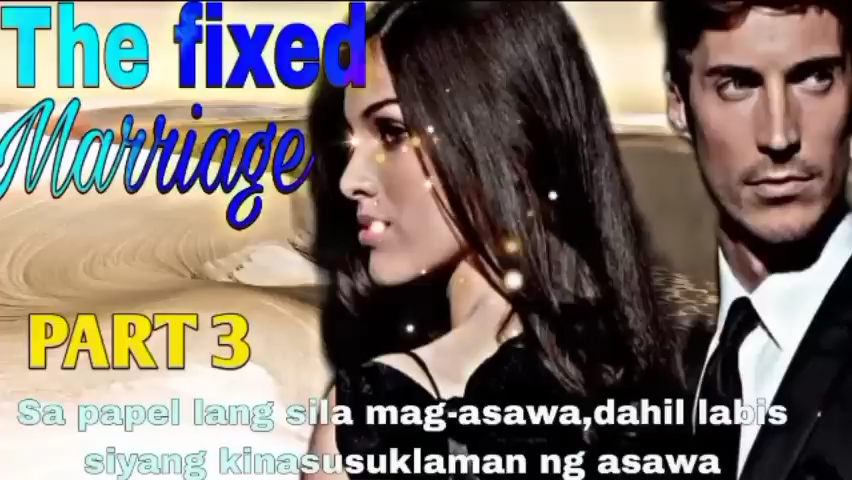 The fixed
Marriage
PART 3
Sa papel lang sila mag-asawa,dahil labis
siyang kinasusuklaman ng asawa